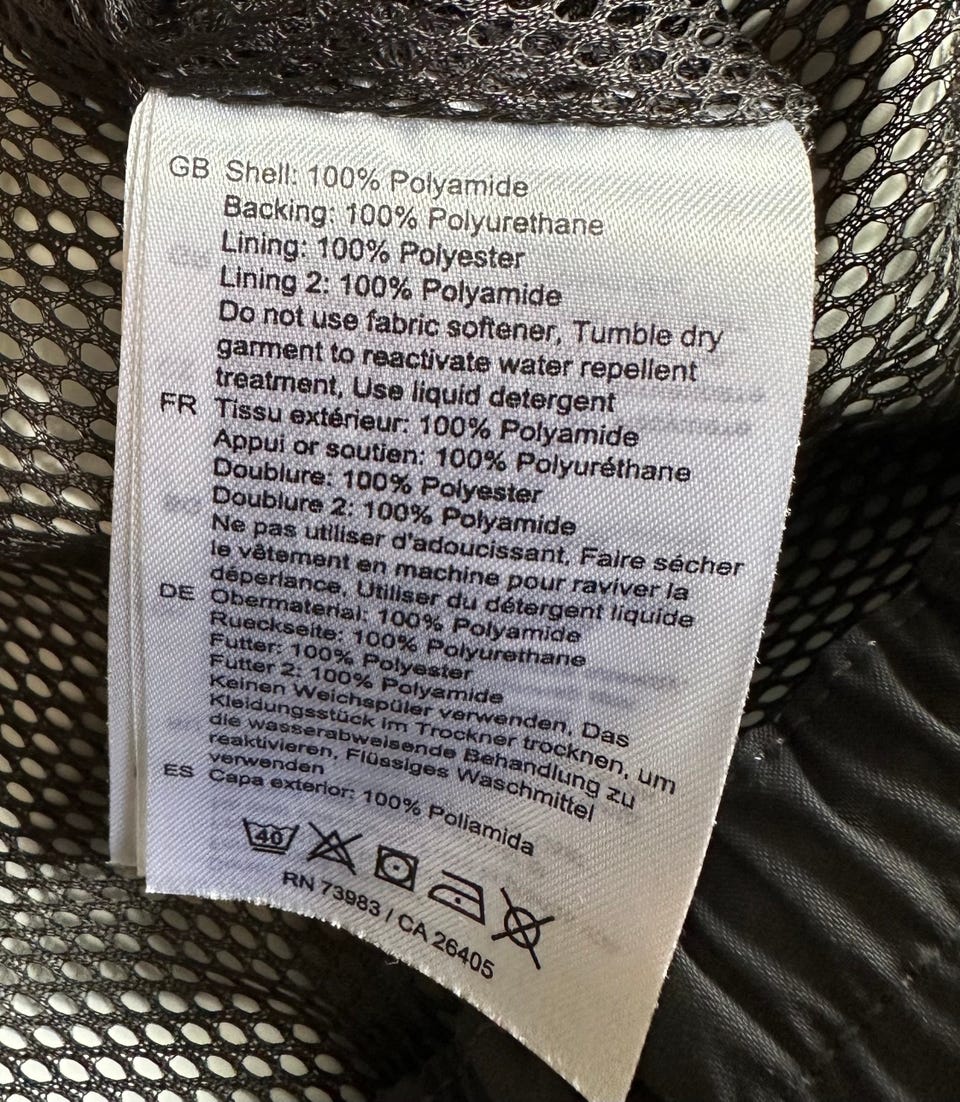 GB Shell: 100% Polyamide
Backing: 100% Polyurethane
Lining: 100% Polyester
Lining 2: 100% Polyamide
Do not use fabric softener, Tumble dry
garment to reactivate water repellent
treatment, Use liquid detergent
FR Tissu extérieur: 100% Polyamide
Appui or soutien: 100% Polyuréthane
Doublure: 100% Polyester
Doublure 2: 100% Polyamide
Ne pas utiliser d'adoucissant, Faire sécher
le vêtement en machine pour raviver la
déperlance, Utiliser du détergent liquide
DE Obermaterial: 100% Polyamide
Rueckseite: 100% Polyurethane
Futter: 100% Polyester
Futter 2: 100% Polyamide
Keinen Weichspüler verwenden, Das
Kleidungsstück im Trockner trocknen, um
die wasserabweisende Behandlung zu
reaktivieren, Flüssiges Waschmittel
verwenden
ES Capa exterior: 100% Poliamida
40
RN 73983 / CA 26405